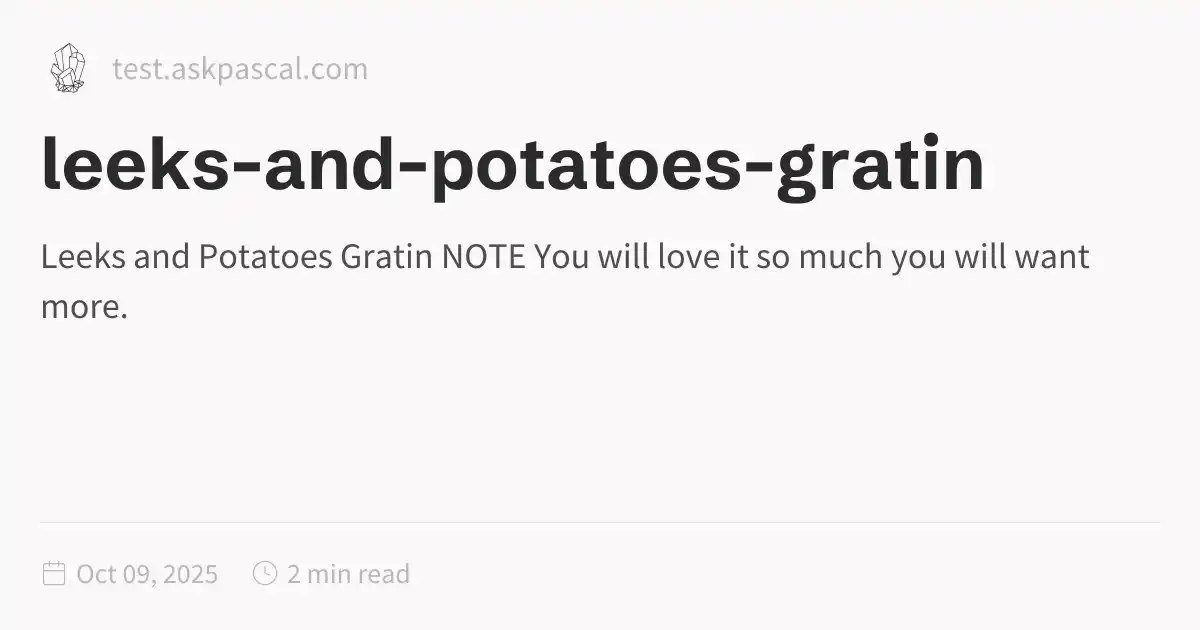 test.askpascal.com
leeks-and-potatoes-gratin
Leeks and Potatoes Gratin NOTE You will love it so much you will want
more.
Oct 09, 2025
2 min read